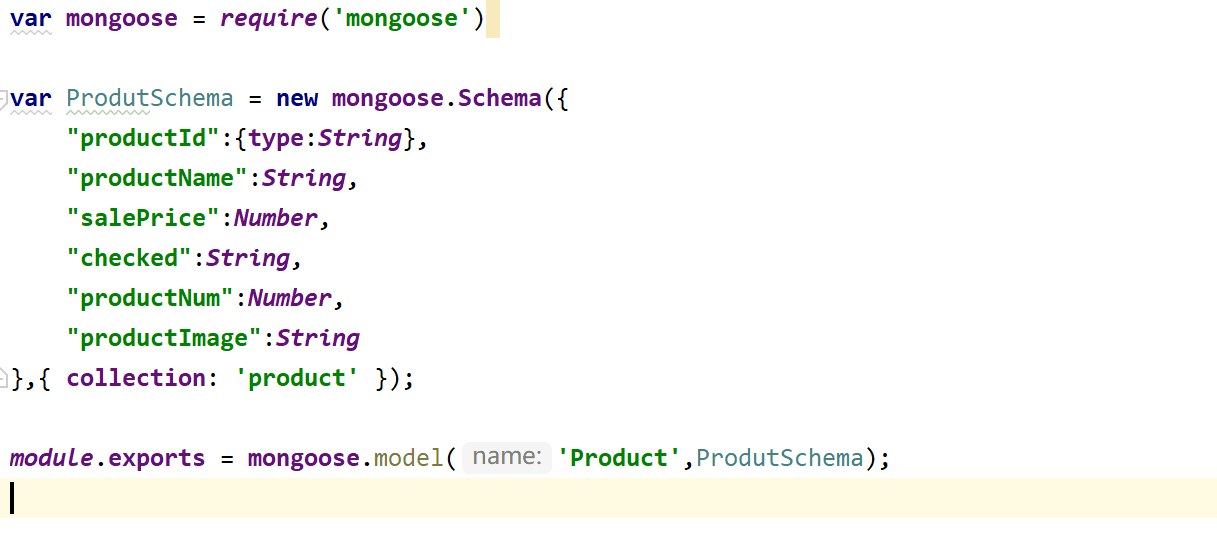 var mongoose = require('mongoose')
var ProdutSchema = new mongoose.Schema({
"productId":{type:String},
"productName":String,
"salePrice":Number,
"checked":String,
"productNum":Number,
"productImage":String
},{ collection: 'product' });
module.exports = mongoose.model( name: 'Product',ProdutSchema);